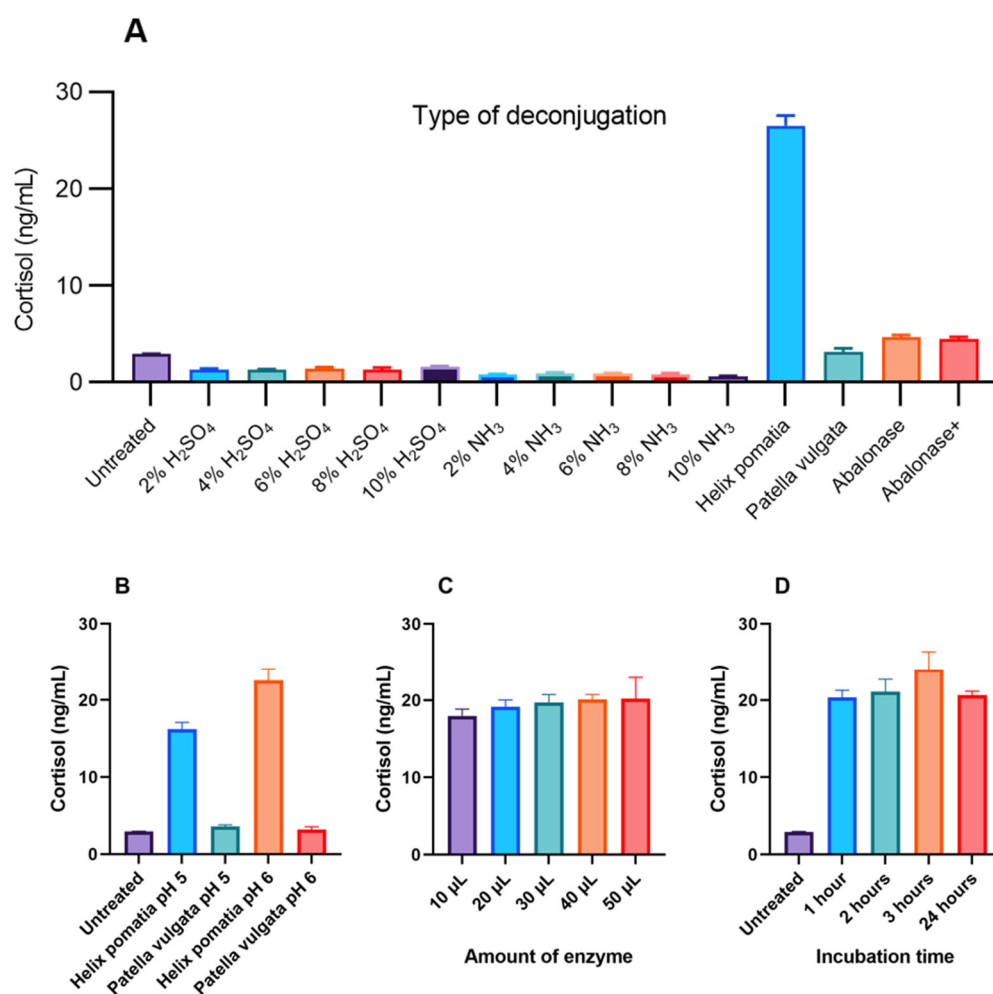 A
Type of deconjugation
Cortisol (ng/mL)
30
20
10
0
Untreated
2% H₂SO₄
4% H₂SO₄
6% H₂SO₄
8% H₂SO₄
10% H₂SO₄
2% NH₃
4% NH₃
6% NH₃
8% NH₃
10% NH₃
Helix pomatia
Patella vulgata
Abalonase
Abalonase+
B
Cortisol (ng/mL)
30
20
10
0
Untreated
Helix pomatia pH 5
Patella vulgata pH 5
Helix pomatia pH 6
Patella vulgata pH 6
C
Cortisol (ng/mL)
30
20
10
0
10 µL
20 µL
30 µL
40 µL
50 µL
Amount of enzyme
D
Cortisol (ng/mL)
30
20
10
0
Untreated
1 hour
2 hours
3 hours
24 hours
Incubation time